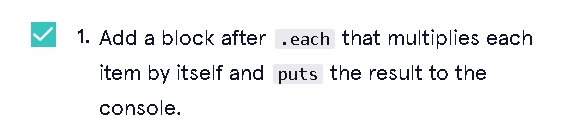 1. Add a block after .each that multiplies each
item by itself and puts the result to the
console.